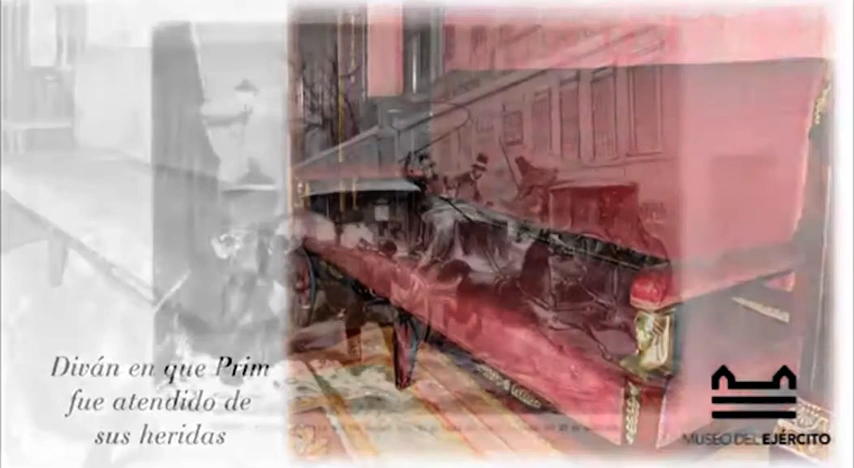 Diván en que Prim
fue atendido de
sus heridas
MUSEO DEL EJÉRCITO